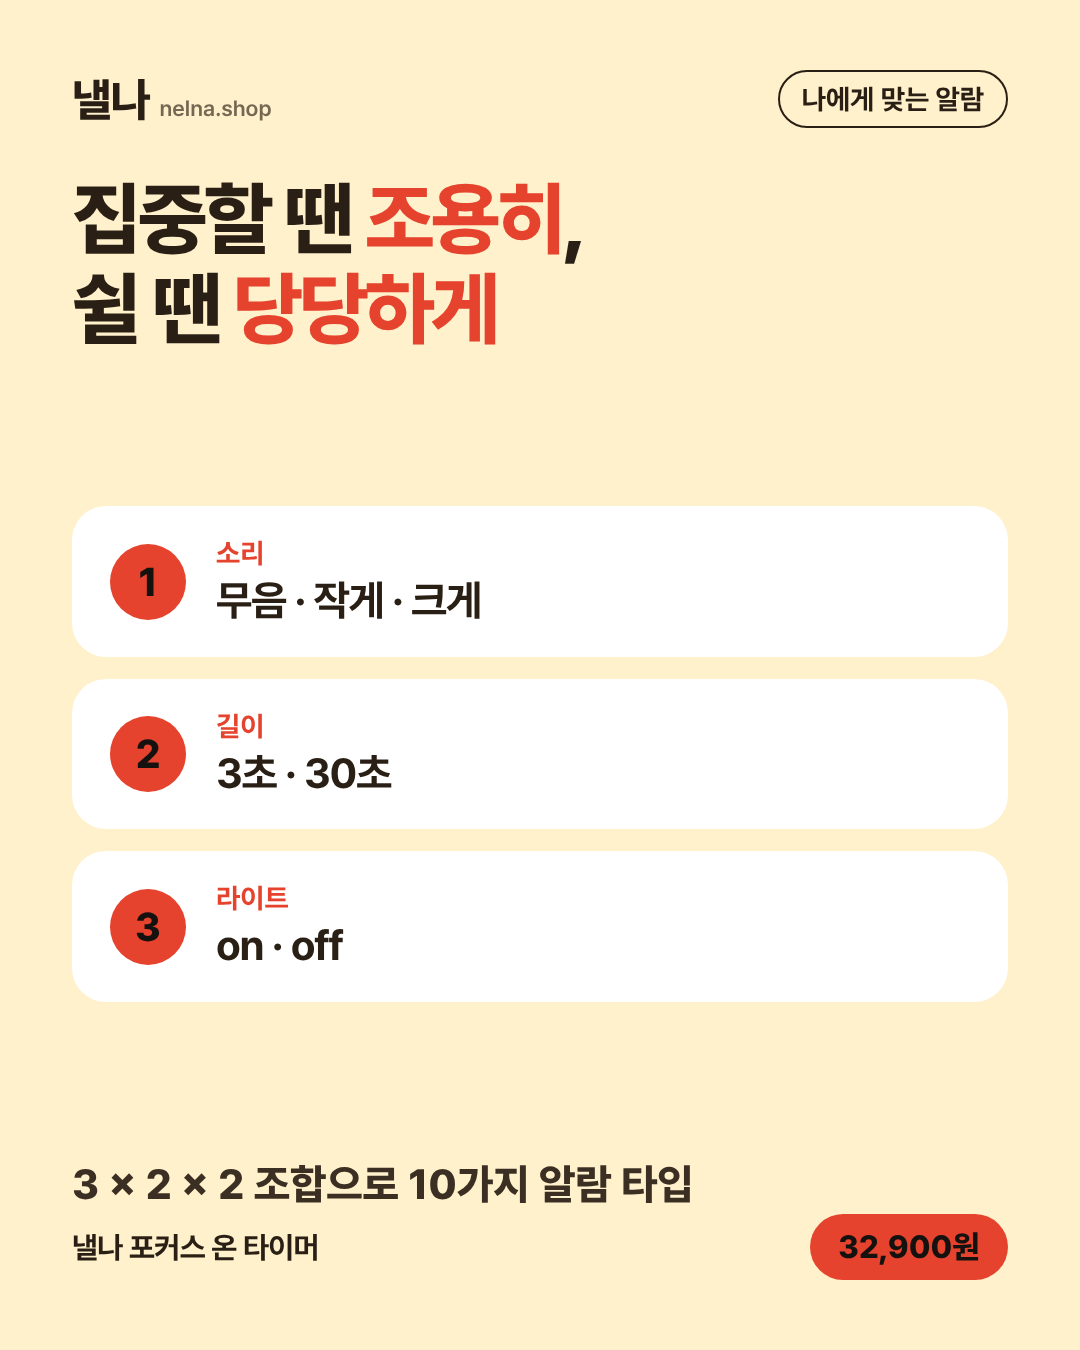 냴나 nelna.shop
나에게 맞는 알람
집중할 땐 조용히,
쉴 땐 당당하게
1
소리
무음 · 작게 · 크게
2
길이
3초 · 30초
3
라이트
on · off
3 × 2 × 2 조합으로 10가지 알람 타입
냴나 포커스 온 타이머
32,900원